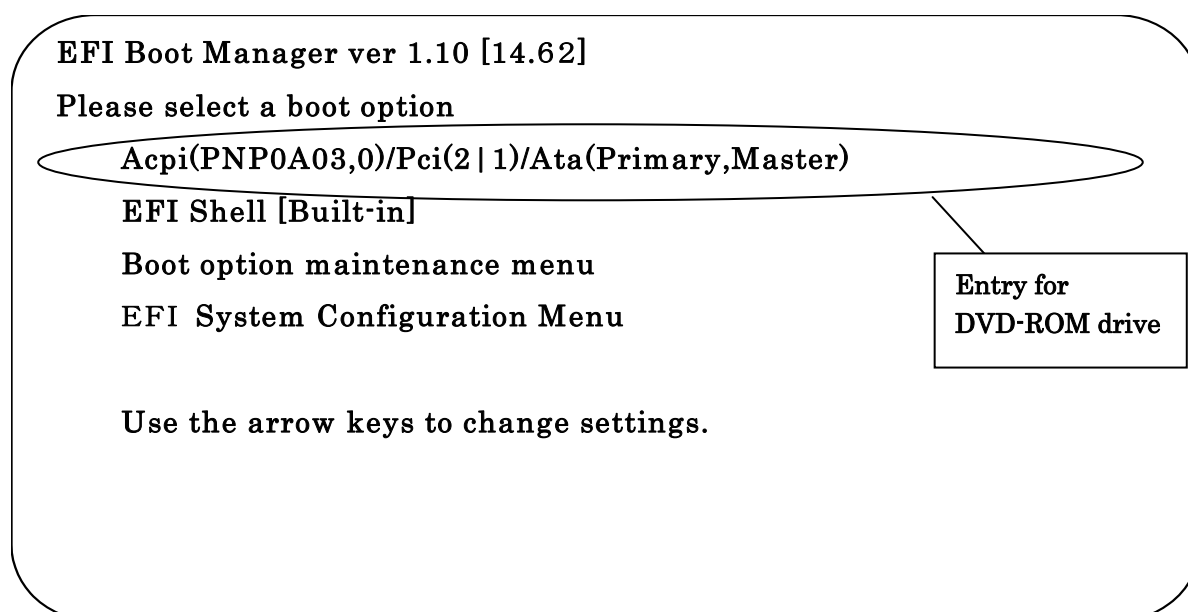 EFI Boot Manager ver 1.10 [14.62]
Please select a boot option
Acpi(PNP0A03,0)/Pci(2|1)/Ata(Primary,Master)
EFI Shell [Built-in]
Boot option maintenance menu
EFI System Configuration Menu
Entry for
DVD-ROM drive
Use the arrow keys to change settings.